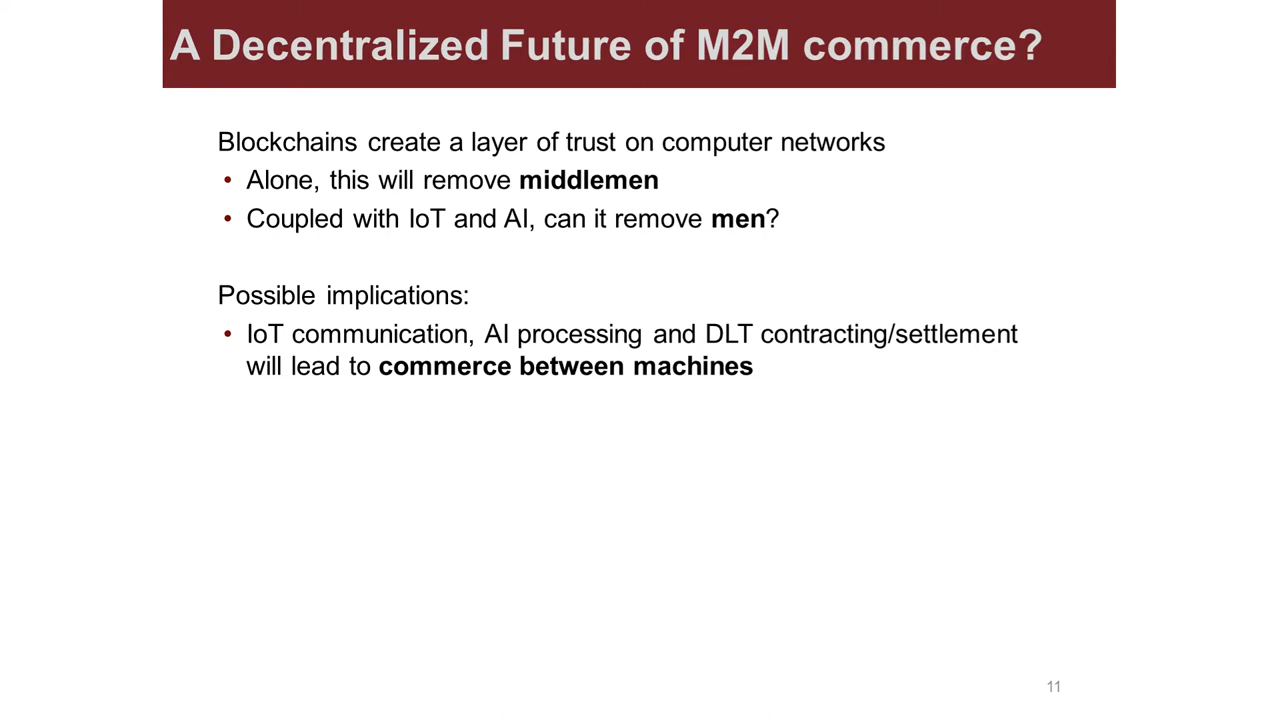 A Decentralized Future of M2M commerce?
Blockchains create a layer of trust on computer networks
• Alone, this will remove middlemen
• Coupled with IoT and AI, can it remove men?
Possible implications:
• IoT communication, AI processing and DLT contracting/settlement
will lead to commerce between machines
11